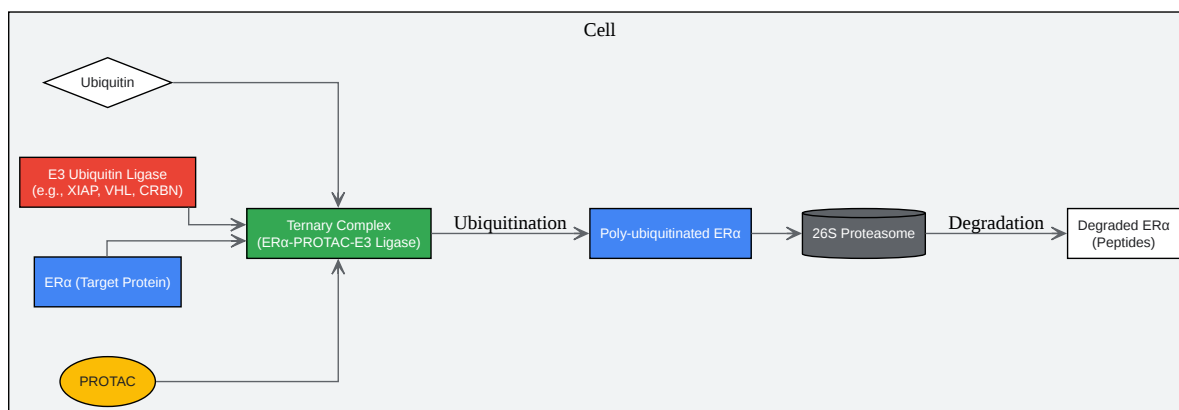 Cell
Ubiquitin
E3 Ubiquitin Ligase
(e.g., XIAP, VHL, CRBN)
Ternary Complex
(ERα-PROTAC-E3 Ligase)
Ubiquitination
Poly-ubiquitinated ERα
26S Proteasome
Degradation
Degraded ERα
(Peptides)
ERα (Target Protein)
PROTAC